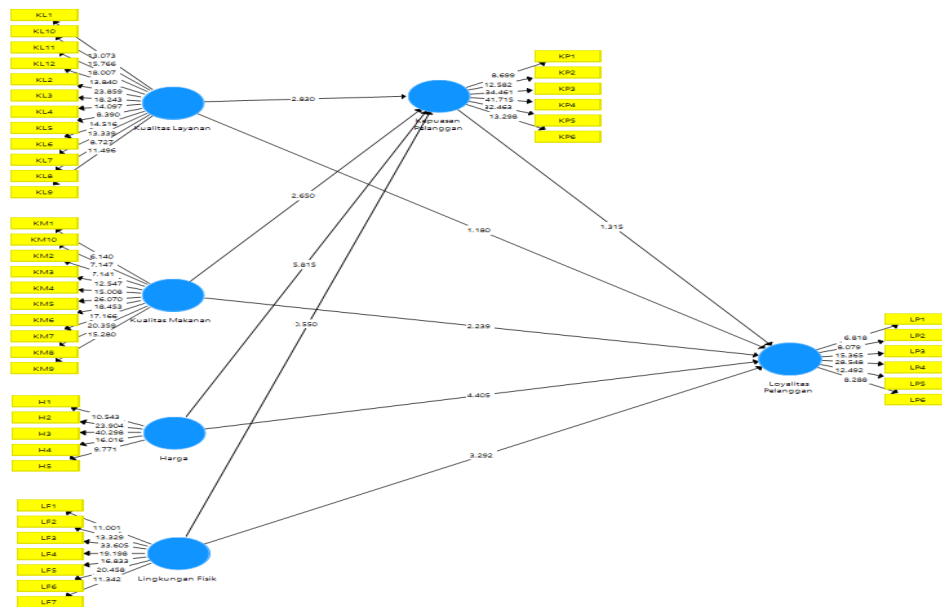 KL1
KL10
KL11
KL12
KL2
KL3
KL4
KL5
KL6
KL7
KL8
KL9
13.073
15.766
18.007
13.840
23.859
18.243
14.097
8.390
14.516
13.339
8.727
11.496
Kualitas Layanan
2.830
2.650
5.815
1.180
1.315
Kepuasan
Pelanggan
8.699
12.582
34.461
41.715
32.463
13.298
KP1
KP2
KP3
KP4
KP5
KP6
KM1
KM10
KM2
KM3
KM4
KM5
KM6
KM7
KM8
KM9
6.140
7.147
7.141
12.547
15.008
26.070
18.453
17.166
20.359
15.280
Kualitas Makanan
2.239
4.405
3.292
Loyalitas
Pelanggan
6.818
8.079
15.365
28.548
12.492
8.288
LP1
LP2
LP3
LP4
LP5
LP6
H1
H2
H3
H4
H5
10.543
23.904
40.298
16.016
9.771
Harga
LF1
LF2
LF3
LF4
LF5
LF6
LF7
11.001
13.329
33.605
19.198
16.833
20.458
11.342
Lingkungan Fisik